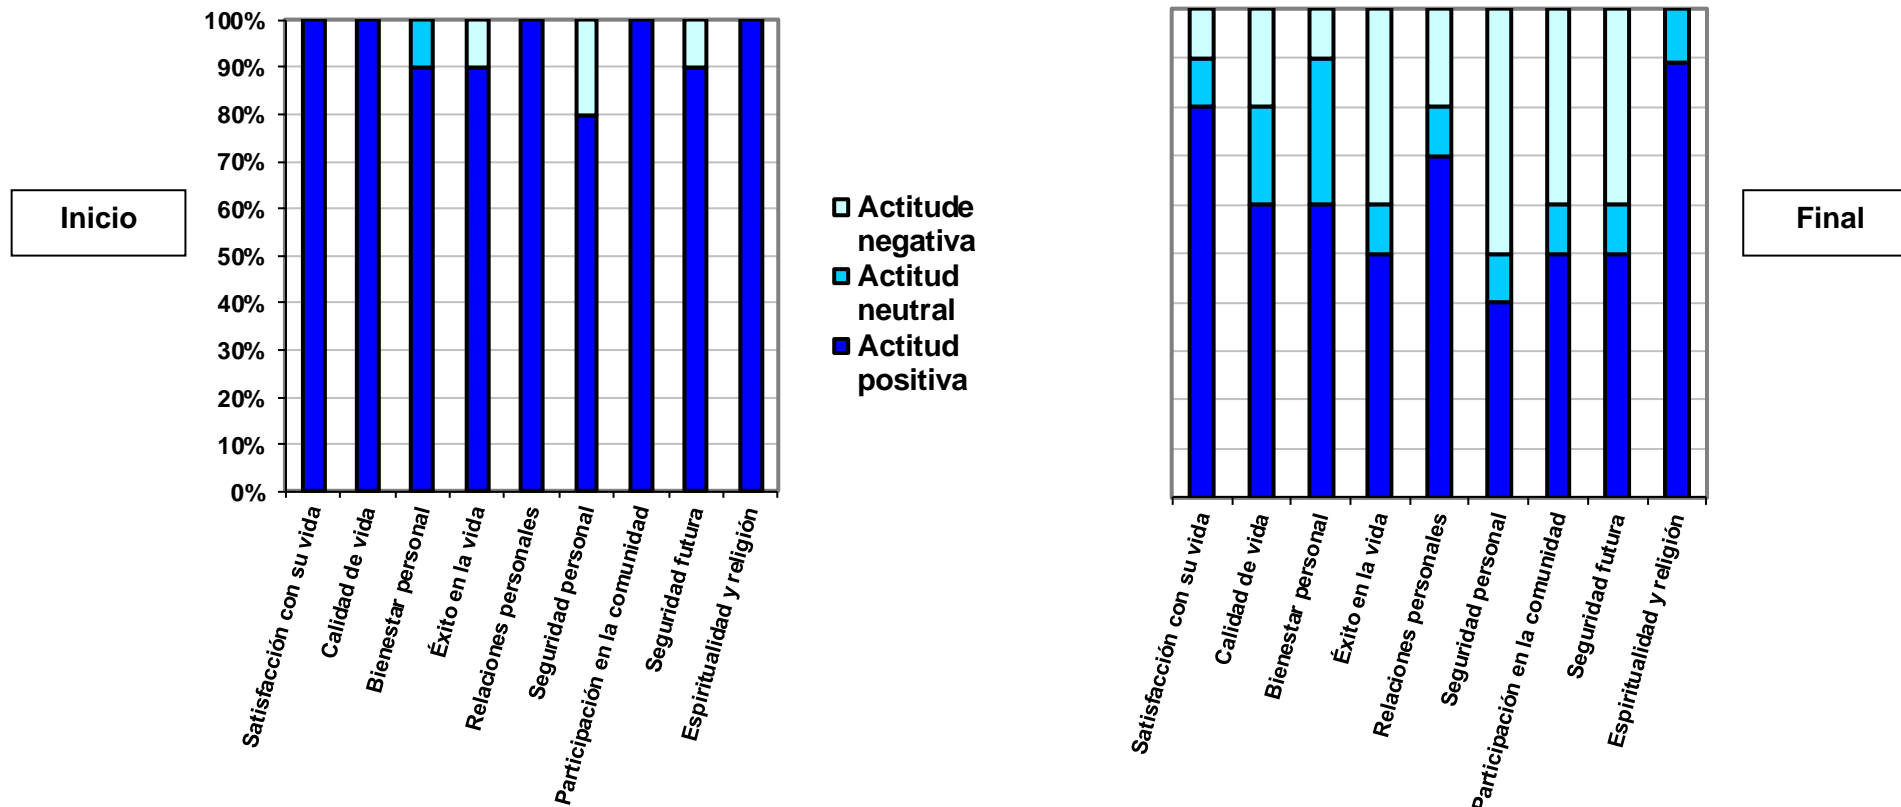 Inicio
100%
90%
80%
70%
60%
50%
40%
30%
20%
10%
0%
Satisfacción con su vida
Calidad de vida
Bienestar personal
Éxito en la vida
Relaciones personales
Seguridad personal
Participación en la comunidad
Seguridad futura
Espiritualidad y religión
Actitude
negativa
Actitud
neutral
Actitud
positiva
Satisfacción con su vida
Calidad de vida
Bienestar personal
Éxito en la vida
Relaciones personales
Seguridad personal
Participación en la comunidad
Seguridad futura
Espiritualidad y religión
Final